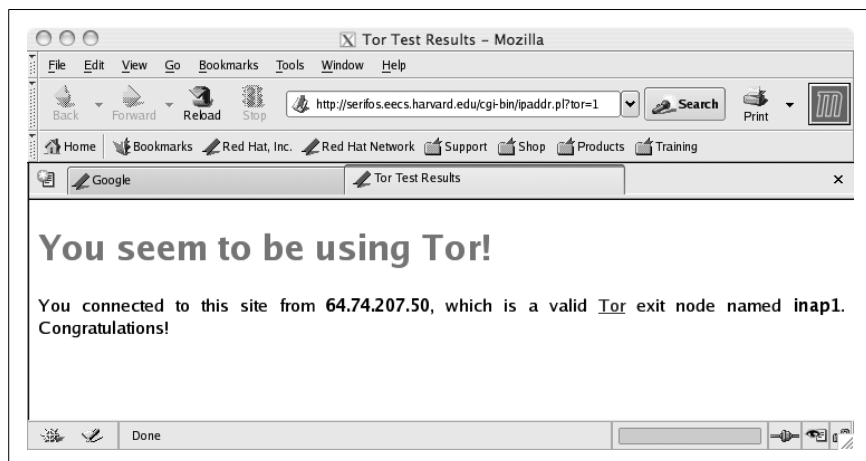 Tor Test Results - Mozilla
File Edit View Go Bookmarks Tools Window Help
Back Forward Reload Stop http://serifos.eecs.harvard.edu/cgi-bin/ipaddr.pl?tor=1 Search Print
Home Bookmarks Red Hat, Inc. Red Hat Network Support Shop Products Training
Google Tor Test Results
You seem to be using Tor!
You connected to this site from 64.74.207.50, which is a valid Tor exit node named inap1.
Congratulations!
Done